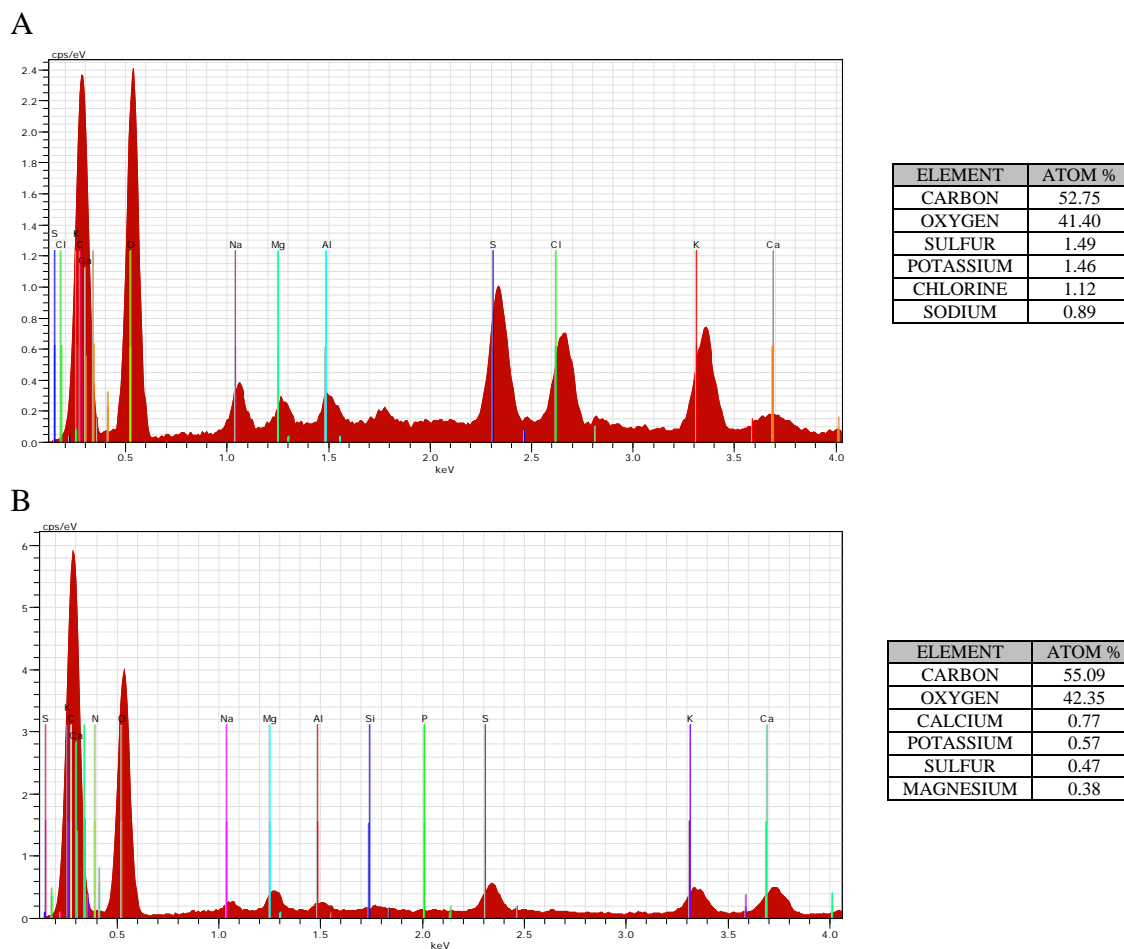 A
cps/eV
2.4
2.2
2.0
1.8
1.6
1.4
1.2
1.0
0.8
0.6
0.4
0.2
0.0
S
Cl
K
C
Ca
O
Na
Mg
Al
S
Cl
K
Ca
0.5
1.0
1.5
2.0
2.5
3.0
3.5
4.0
keV
ELEMENT ATOM %
CARBON 52.75
OXYGEN 41.40
SULFUR 1.49
POTASSIUM 1.46
CHLORINE 1.12
SODIUM 0.89
B
cps/eV
6
5
4
3
2
1
0
S
K
C
Ca
N
O
Na
Mg
Al
Si
P
S
K
Ca
0.5
1.0
1.5
2.0
2.5
3.0
3.5
4.0
keV
ELEMENT ATOM %
CARBON 55.09
OXYGEN 42.35
CALCIUM 0.77
POTASSIUM 0.57
SULFUR 0.47
MAGNESIUM 0.38